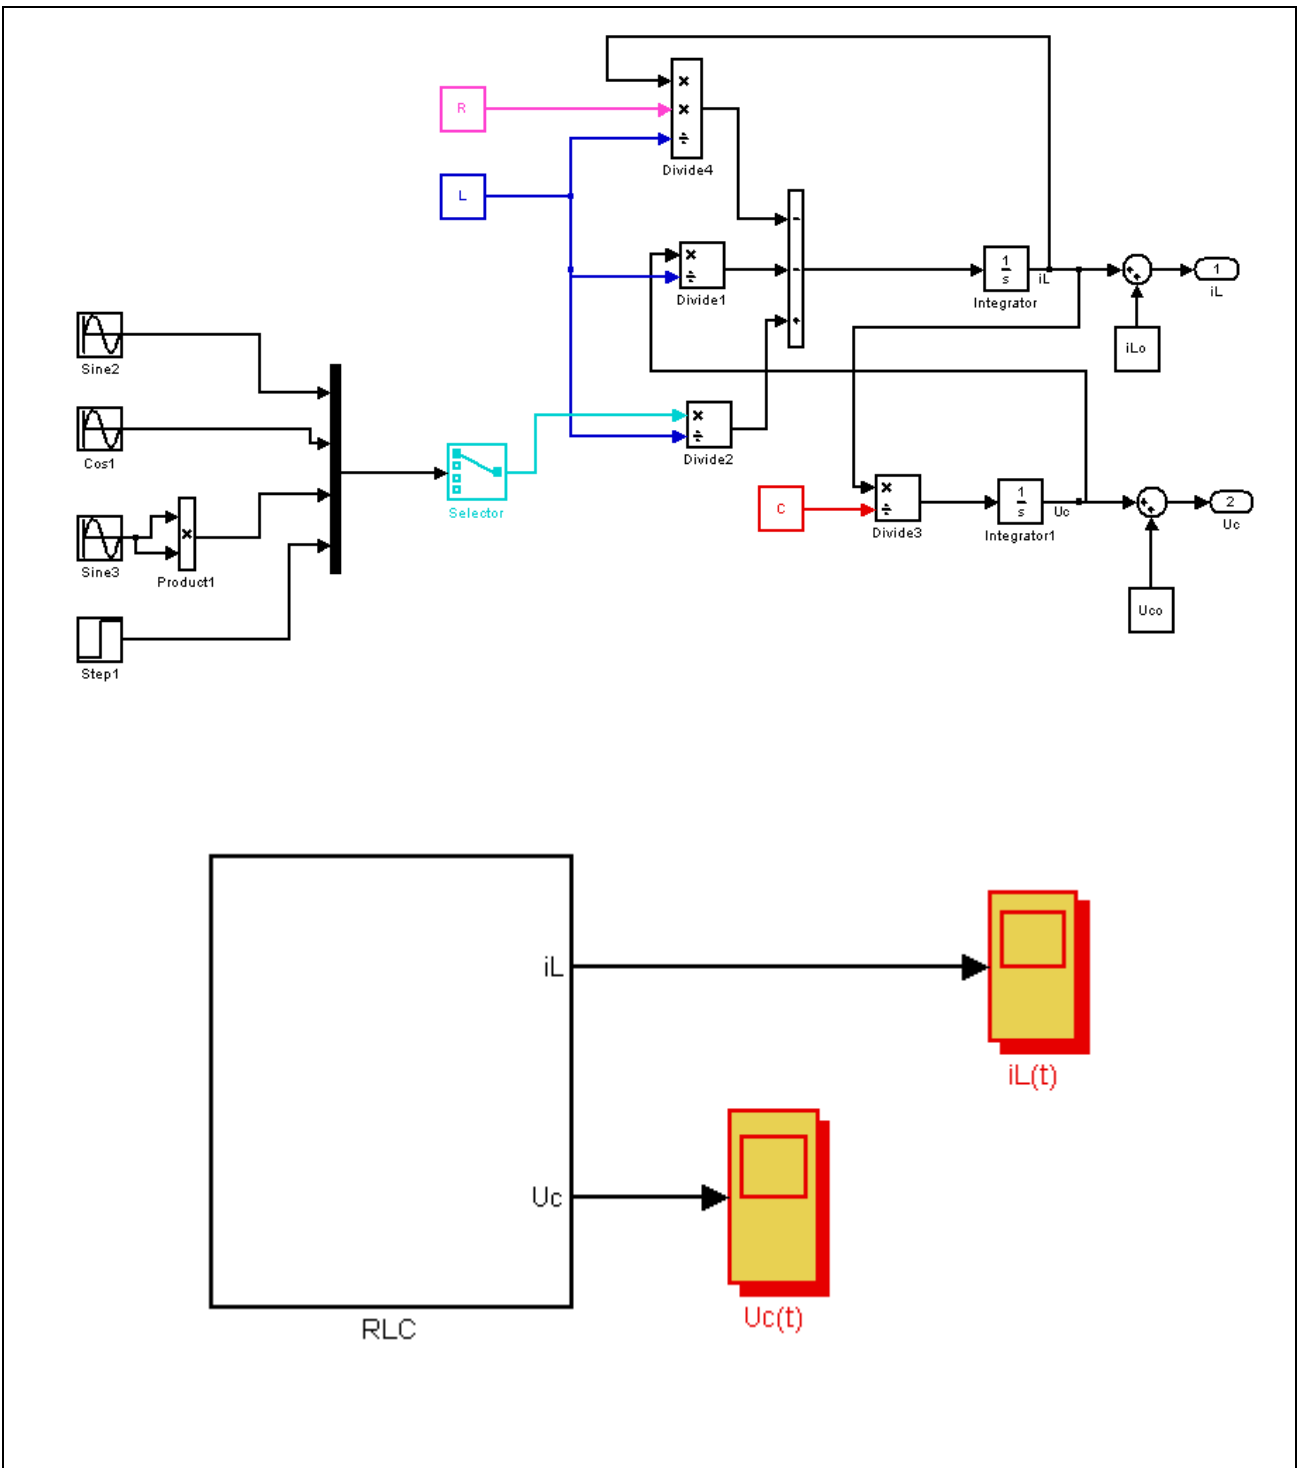 R
×
×
÷
Divide4
L
×
÷
Divide1
-
-
+
1
s
Integrator
iL
1
iL
iLo
Sine2
Cos1
Sine3
×
Product1
Step1
Selector
×
÷
Divide2
C
×
÷
Divide3
1
s
Integrator1
Uc
2
Uc
Uco
iL
Uc
RLC
iL(t)
Uc(t)